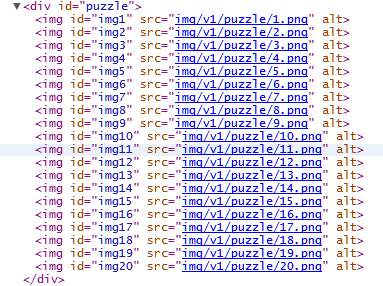 ▼<div id="puzzle">
<img id="img1" src="img/v1/puzzle/1.png" alt>
<img id="img2" src="img/v1/puzzle/2.png" alt>
<img id="img3" src="img/v1/puzzle/3.png" alt>
<img id="img4" src="img/v1/puzzle/4.png" alt>
<img id="img5" src="img/v1/puzzle/5.png" alt>
<img id="img6" src="img/v1/puzzle/6.png" alt>
<img id="img7" src="img/v1/puzzle/7.png" alt>
<img id="img8" src="img/v1/puzzle/8.png" alt>
<img id="img9" src="img/v1/puzzle/9.png" alt>
<img id="img10" src="img/v1/puzzle/10.png" alt>
<img id="img11" src="img/v1/puzzle/11.png" alt>
<img id="img12" src="img/v1/puzzle/12.png" alt>
<img id="img13" src="img/v1/puzzle/13.png" alt>
<img id="img14" src="img/v1/puzzle/14.png" alt>
<img id="img15" src="img/v1/puzzle/15.png" alt>
<img id="img16" src="img/v1/puzzle/16.png" alt>
<img id="img17" src="img/v1/puzzle/17.png" alt>
<img id="img18" src="img/v1/puzzle/18.png" alt>
<img id="img19" src="img/v1/puzzle/19.png" alt>
<img id="img20" src="img/v1/puzzle/20.png" alt>
</div>